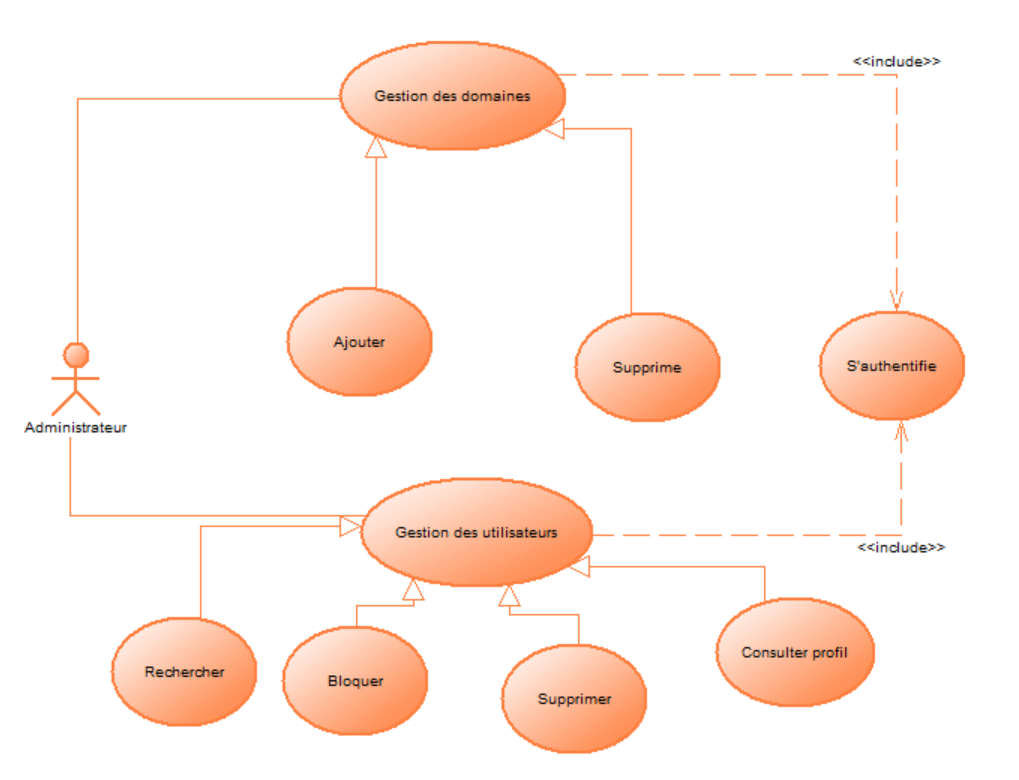 <<include>>
Gestion des domaines
Ajouter
Supprime
S'authentifie
Administrateur
Gestion des utilisateurs
<<include>>
Rechercher
Bloquer
Supprimer
Consulter profil